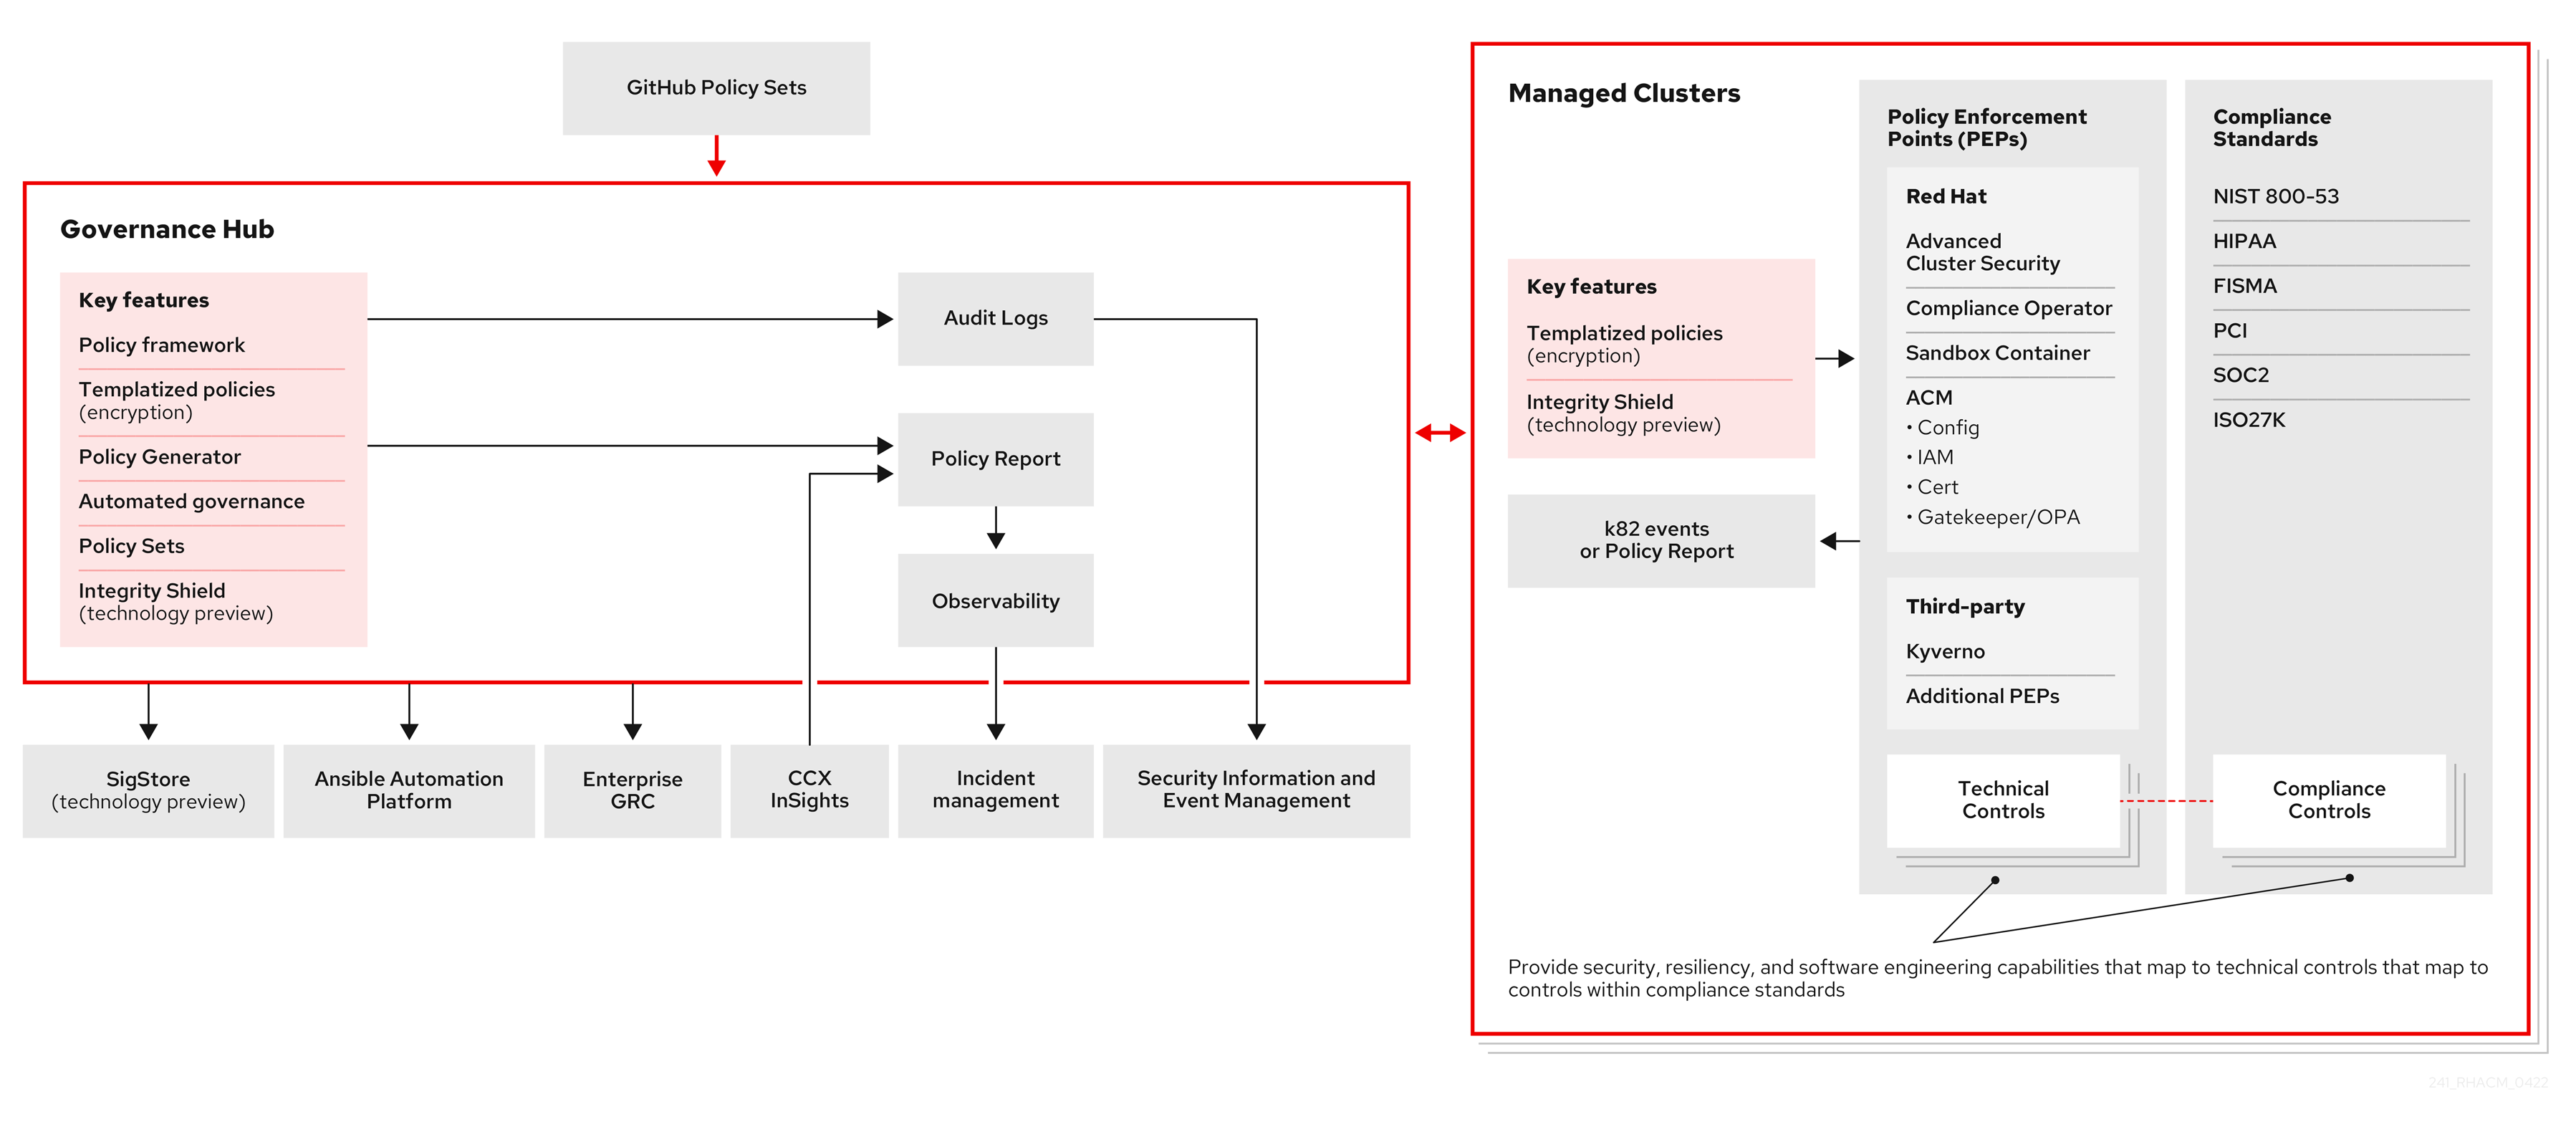 GitHub Policy Sets
Governance Hub
Key features
Policy framework
Templatized policies
(encryption)
Policy Generator
Automated governance
Policy Sets
Integrity Shield
(technology preview)
Audit Logs
Policy Report
Observability
SigStore
(technology preview)
Ansible Automation
Platform
Enterprise
GRC
CCX
InSights
Incident
management
Security Information and
Event Management
Managed Clusters
Key features
Templatized policies
(encryption)
Integrity Shield
(technology preview)
k82 events
or Policy Report
Policy Enforcement
Points (PEPs)
Red Hat
Advanced
Cluster Security
Compliance Operator
Sandbox Container
ACM
• Config
• IAM
• Cert
• Gatekeeper/OPA
Third-party
Kyverno
Additional PEPs
Technical
Controls
Compliance
Standards
NIST 800-53
HIPAA
FISMA
PCI
SOC2
ISO27K
Compliance
Controls
Provide security, resiliency, and software engineering capabilities that map to technical controls that map to
controls within compliance standards
241_RHACM_0422